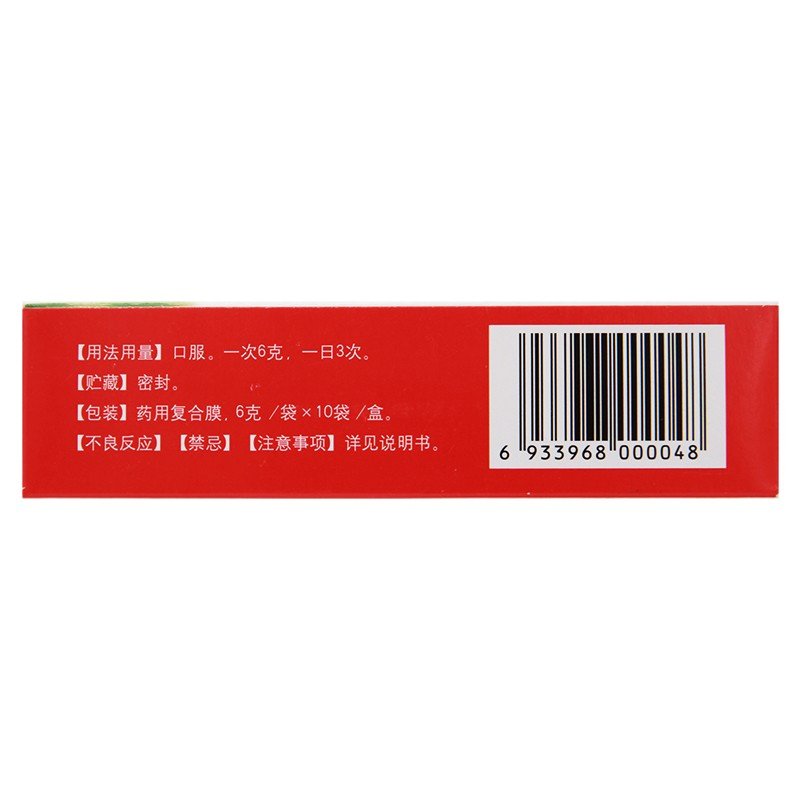 【用法用量】口服。一次6克，一日3次。
【贮藏】密封。
【包装】药用复合膜，6克 /袋×10袋 /盒。
【不良反应】【禁忌】【注意事项】详见说明书。
6 933968 000048